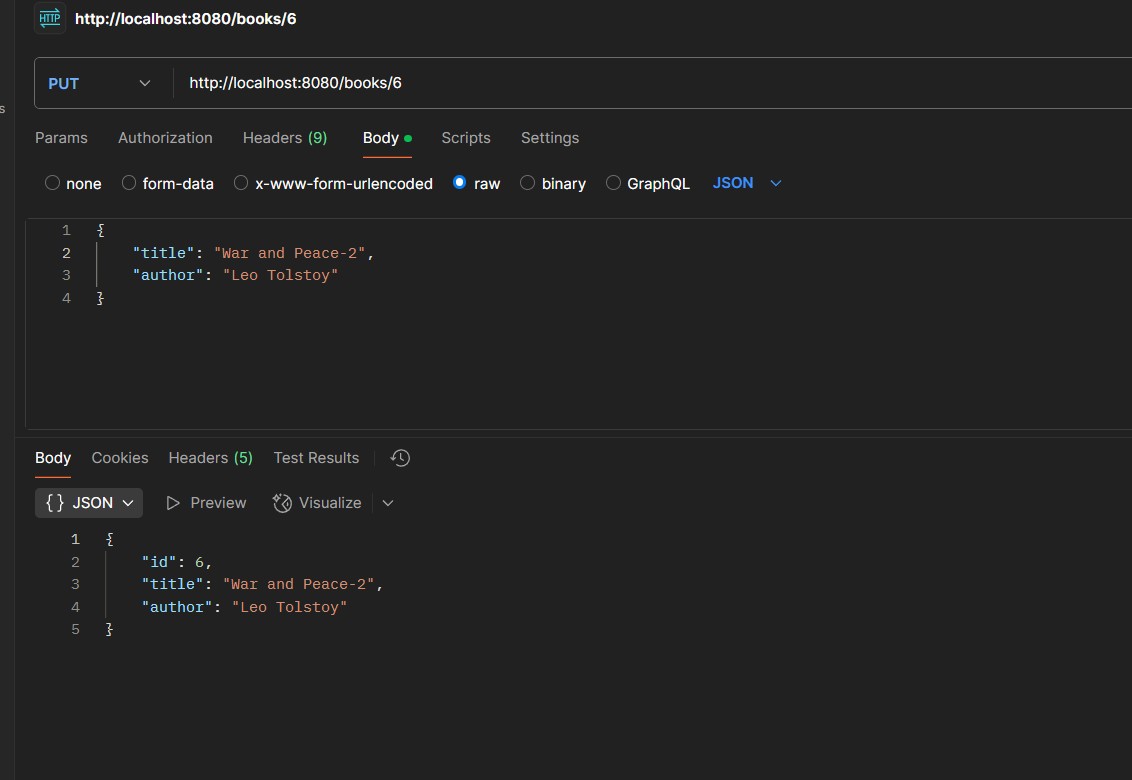 HTTP http://localhost:8080/books/6
PUT http://localhost:8080/books/6
s
Params Authorization Headers (9) Body Scripts Settings
none form-data x-www-form-urlencoded raw binary GraphQL JSON
1 {
2 "title": "War and Peace-2",
3 "author": "Leo Tolstoy"
4 }
Body Cookies Headers (5) Test Results
{} JSON Preview Visualize
1 {
2 "id": 6,
3 "title": "War and Peace-2",
4 "author": "Leo Tolstoy"
5 }